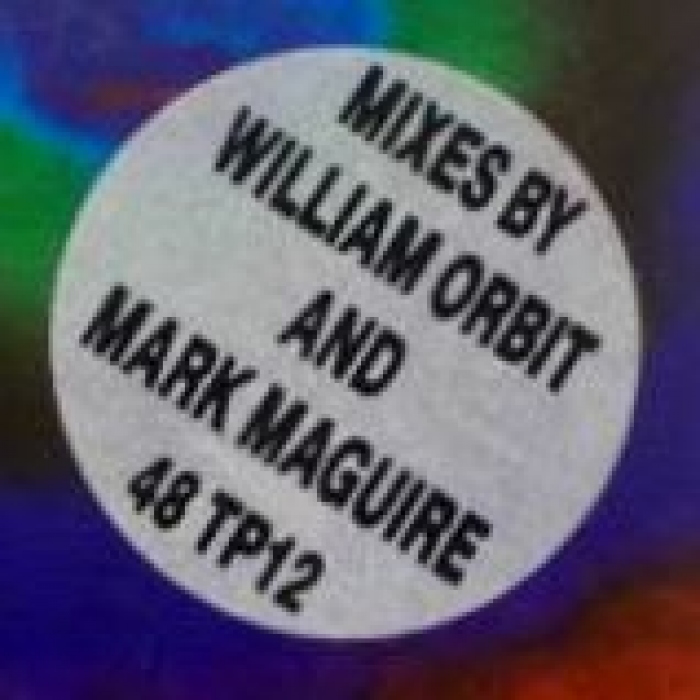 MIXES BY
WILLIAM ORBIT
AND
MARK MAGUIRE
48 TP12